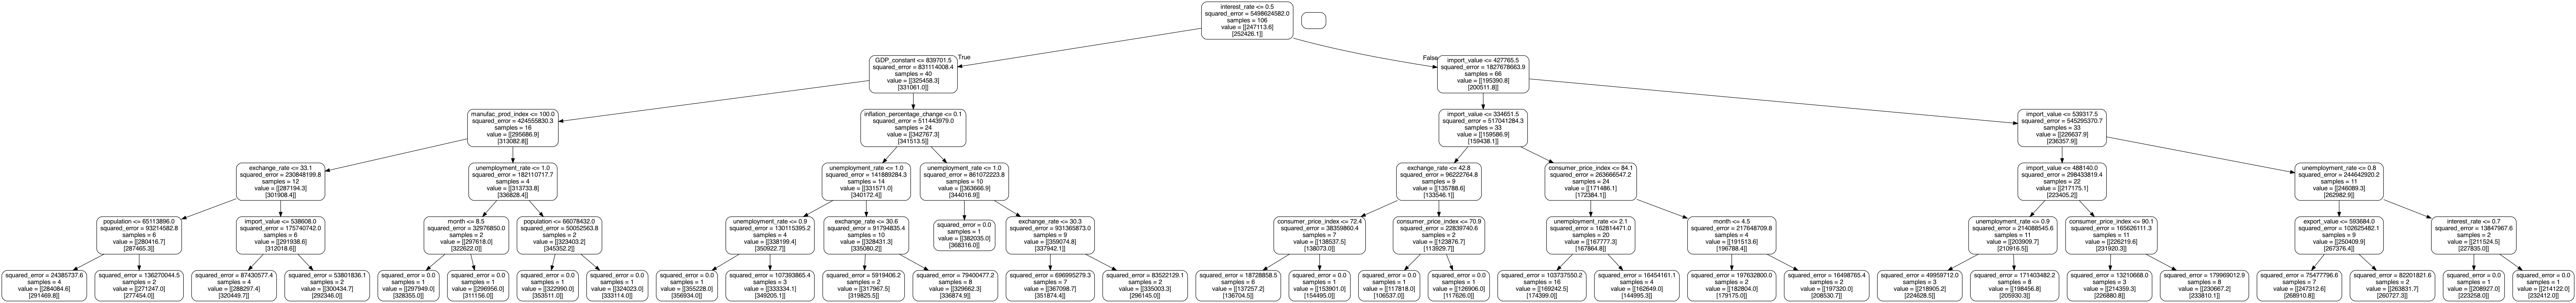 interest_rate <= 0.5
squared_error = 5498624582.0
samples = 106
value = [[247113.6]
[252426.1]]
True
False
GDP_constant <= 839701.5
squared_error = 831114008.4
samples = 40
value = [[325458.3]
[331061.0]]
import_value <= 427765.5
squared_error = 1827678663.9
samples = 66
value = [[195390.8]
[200511.8]]
manufac_prod_index <= 100.0
squared_error = 424555830.3
samples = 16
value = [[295686.9]
[313082.8]]
inflation_percentage_change <= 0.1
squared_error = 511443979.0
samples = 24
value = [[342767.3]
[341513.5]]
import_value <= 334651.5
squared_error = 517041284.3
samples = 33
value = [[159586.9]
[159438.1]]
import_value <= 539317.5
squared_error = 545295370.7
samples = 33
value = [[226637.9]
[236357.9]]
exchange_rate <= 33.1
squared_error = 230848199.8
samples = 12
value = [[287194.3]
[301908.4]]
unemployment_rate <= 1.0
squared_error = 182110717.7
samples = 4
value = [[313733.8]
[336828.4]]
unemployment_rate <= 1.0
squared_error = 141889284.3
samples = 14
value = [[331571.0]
[340172.4]]
unemployment_rate <= 1.0
squared_error = 861072223.8
samples = 10
value = [[363666.9]
[344016.9]]
exchange_rate <= 42.8
squared_error = 96222764.8
samples = 9
value = [[135788.6]
[133546.1]]
consumer_price_index <= 84.1
squared_error = 263666547.2
samples = 24
value = [[171486.1]
[172384.1]]
import_value <= 488140.0
squared_error = 298433819.4
samples = 22
value = [[217175.1]
[223405.2]]
unemployment_rate <= 0.8
squared_error = 244642920.2
samples = 11
value = [[246089.3]
[262982.9]]
population <= 65113896.0
squared_error = 93214582.8
samples = 6
value = [[280416.7]
[287465.3]]
import_value <= 538608.0
squared_error = 175740742.0
samples = 6
value = [[291938.6]
[312018.6]]
month <= 8.5
squared_error = 32976850.0
samples = 2
value = [[297618.0]
[322622.0]]
population <= 66078432.0
squared_error = 50052563.8
samples = 2
value = [[323403.2]
[345352.2]]
unemployment_rate <= 0.9
squared_error = 130115395.2
samples = 4
value = [[338199.4]
[350922.7]]
exchange_rate <= 30.6
squared_error = 91794835.4
samples = 10
value = [[328431.3]
[335080.2]]
squared_error = 0.0
samples = 1
value = [[382035.0]
[368316.0]]
exchange_rate <= 30.3
squared_error = 931365873.0
samples = 9
value = [[359074.8]
[337942.1]]
consumer_price_index <= 72.4
squared_error = 38359860.4
samples = 7
value = [[138537.5]
[138073.0]]
consumer_price_index <= 70.9
squared_error = 22839740.6
samples = 2
value = [[123876.7]
[113929.7]]
unemployment_rate <= 2.1
squared_error = 162814471.0
samples = 20
value = [[167777.3]
[167864.8]]
month <= 4.5
squared_error = 217648709.8
samples = 4
value = [[191513.6]
[196788.4]]
unemployment_rate <= 0.9
squared_error = 214088545.6
samples = 11
value = [[203909.7]
[210916.5]]
consumer_price_index <= 90.1
squared_error = 165626111.3
samples = 11
value = [[226219.6]
[231920.3]]
export_value <= 593684.0
squared_error = 102625482.1
samples = 9
value = [[250409.9]
[267376.4]]
interest_rate <= 0.7
squared_error = 13847967.6
samples = 2
value = [[211524.5]
[227835.0]]
squared_error = 24385737.6
samples = 4
value = [[284084.6]
[291469.8]]
squared_error = 136270044.5
samples = 2
value = [[271247.0]
[277454.0]]
squared_error = 87430577.4
samples = 4
value = [[288297.4]
[320449.7]]
squared_error = 53801836.1
samples = 2
value = [[300434.7]
[292346.0]]
squared_error = 0.0
samples = 1
value = [[297949.0]
[328355.0]]
squared_error = 0.0
samples = 1
value = [[296956.0]
[311156.0]]
squared_error = 0.0
samples = 1
value = [[322990.0]
[353511.0]]
squared_error = 0.0
samples = 1
value = [[324023.0]
[333114.0]]
squared_error = 0.0
samples = 1
value = [[355228.0]
[356934.0]]
squared_error = 107393865.4
samples = 3
value = [[333334.1]
[349205.1]]
squared_error = 5919406.2
samples = 2
value = [[317967.5]
[319825.5]]
squared_error = 79400477.2
samples = 8
value = [[329662.3]
[336874.9]]
squared_error = 696995279.3
samples = 7
value = [[367098.7]
[351874.4]]
squared_error = 83522129.1
samples = 2
value = [[335003.3]
[296145.0]]
squared_error = 18728858.5
samples = 6
value = [[137257.2]
[136704.5]]
squared_error = 0.0
samples = 1
value = [[153901.0]
[154495.0]]
squared_error = 0.0
samples = 1
value = [[117818.0]
[106537.0]]
squared_error = 0.0
samples = 1
value = [[126906.0]
[117626.0]]
squared_error = 103737550.2
samples = 16
value = [[169242.5]
[174399.0]]
squared_error = 16454161.1
samples = 4
value = [[162649.0]
[144995.3]]
squared_error = 197632800.0
samples = 2
value = [[182804.0]
[179175.0]]
squared_error = 16498765.4
samples = 2
value = [[197320.0]
[208530.7]]
squared_error = 49959712.0
samples = 3
value = [[218905.2]
[224628.5]]
squared_error = 171403482.2
samples = 8
value = [[198456.8]
[205930.3]]
squared_error = 13210668.0
samples = 3
value = [[214359.3]
[226880.8]]
squared_error = 179969012.9
samples = 8
value = [[230667.2]
[233810.1]]
squared_error = 75477796.6
samples = 7
value = [[247312.6]
[268910.8]]
squared_error = 82201821.6
samples = 2
value = [[263831.7]
[260727.3]]
squared_error = 0.0
samples = 1
value = [[208927.0]
[223258.0]]
squared_error = 0.0
samples = 1
value = [[214122.0]
[232412.0]]